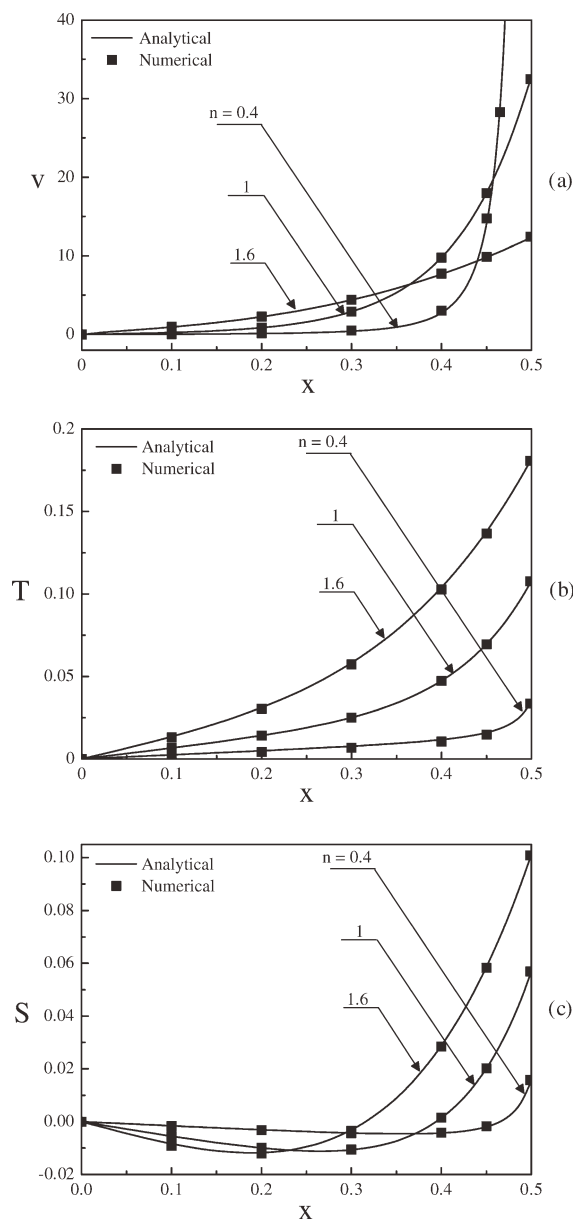 40
Analytical
Numerical
30
n = 0.4
v
20
(a)
1
10
1.6
0
0 0.1 0.2 0.3 0.4 0.5
x
0.2
Analytical
n = 0.4
Numerical
0.15
1
T
0.10
1.6
(b)
0.05
0
0 0.1 0.2 0.3 0.4 0.5
x
0.10
Analytical
n = 0.4
Numerical
0.08
0.06
1
S
0.04
1.6
(c)
0.02
0.00
-0.02
0.0 0.1 0.2 0.3 0.4 0.5
x